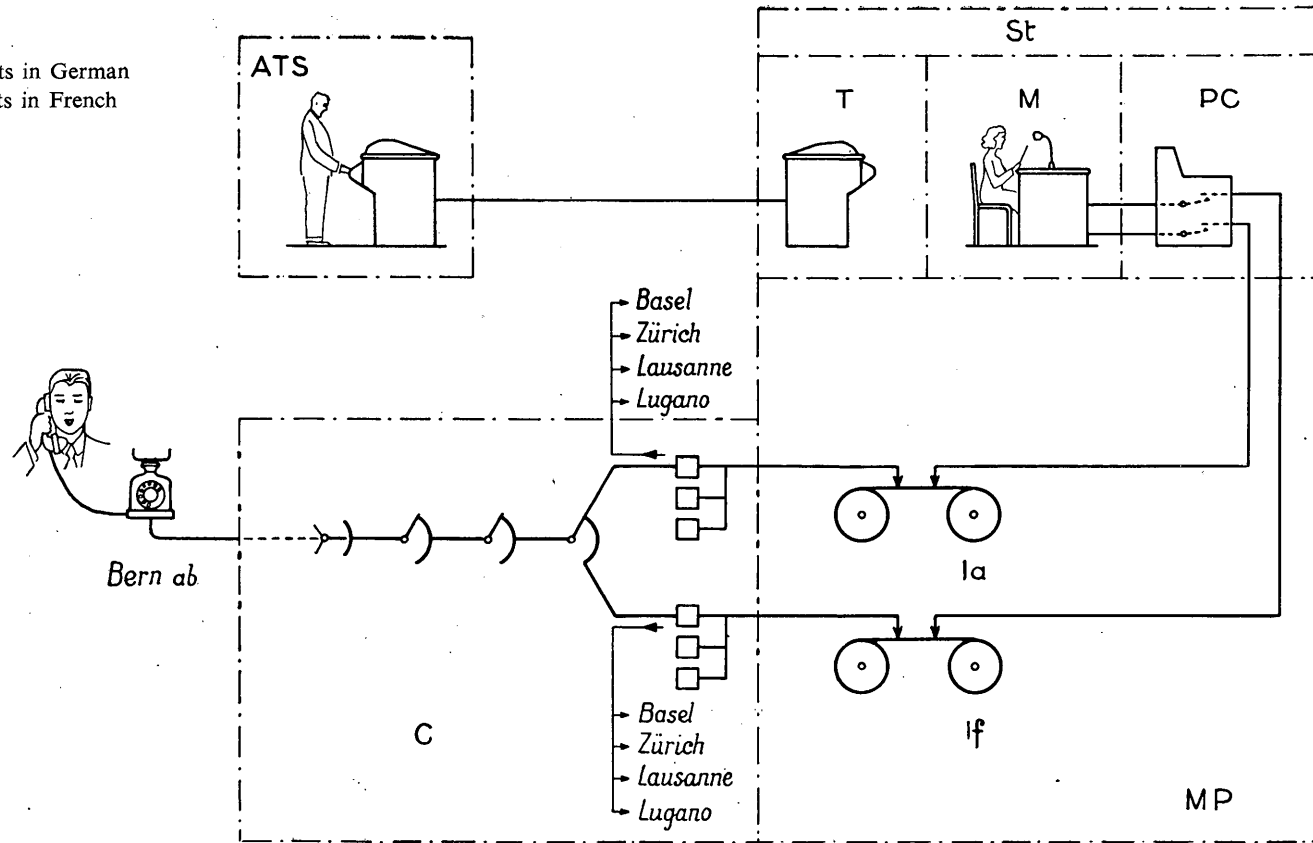 ts in German
ts in French
ATS
St
T
M
PC
Basel
Zürich
Lausanne
Lugano
Bern ab
Ia
C
Basel
Zürich
Lausanne
Lugano
If
MP